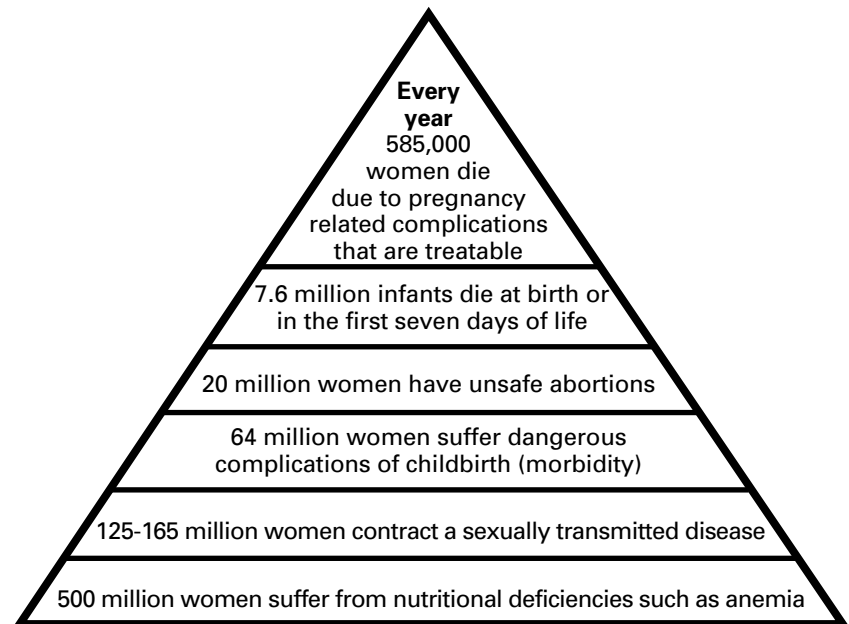 Every
year
585,000
women die
due to pregnancy
related complications
that are treatable
7.6 million infants die at birth or
in the first seven days of life
20 million women have unsafe abortions
64 million women suffer dangerous
complications of childbirth (morbidity)
125-165 million women contract a sexually transmitted disease
500 million women suffer from nutritional deficiencies such as anemia